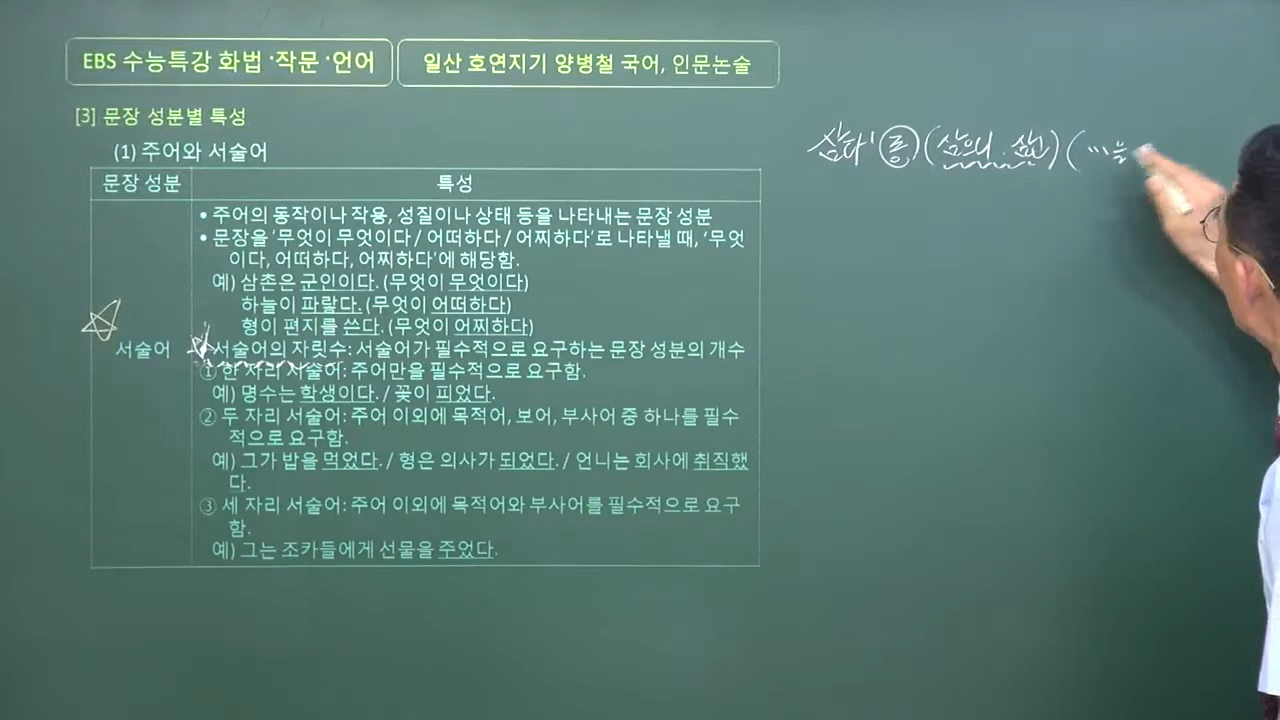 EBS 수능특강 화법 ·작문 ·언어
일산 호연지기 양병철 국어, 인문논술
[3] 문장 성분별 특성
(1) 주어와 서술어
문장 성분
특성
서술어
• 주어의 동작이나 작용, 성질이나 상태 등을 나타내는 문장 성분
• 문장을 '무엇이 무엇이다 / 어떠하다 / 어찌하다'로 나타낼 때, '무엇
이다, 어떠하다, 어찌하다'에 해당함.
예) 삼촌은 군인이다. (무엇이 무엇이다)
하늘이 파랗다. (무엇이 어떠하다)
형이 편지를 쓴다. (무엇이 어찌하다)
서술어의 자릿수: 서술어가 필수적으로 요구하는 문장 성분의 개수
① 한 자리 서술어: 주어만을 필수적으로 요구함.
예) 명수는 학생이다. / 꽃이 피었다.
② 두 자리 서술어: 주어 이외에 목적어, 보어, 부사어 중 하나를 필수
적으로 요구함.
예) 그가 밥을 먹었다. / 형은 의사가 되었다. / 언니는 회사에 취직했
다.
③ 세 자리 서술어: 주어 이외에 목적어와 부사어를 필수적으로 요구
함.
예) 그는 조카들에게 선물을 주었다.
삼다 (…을